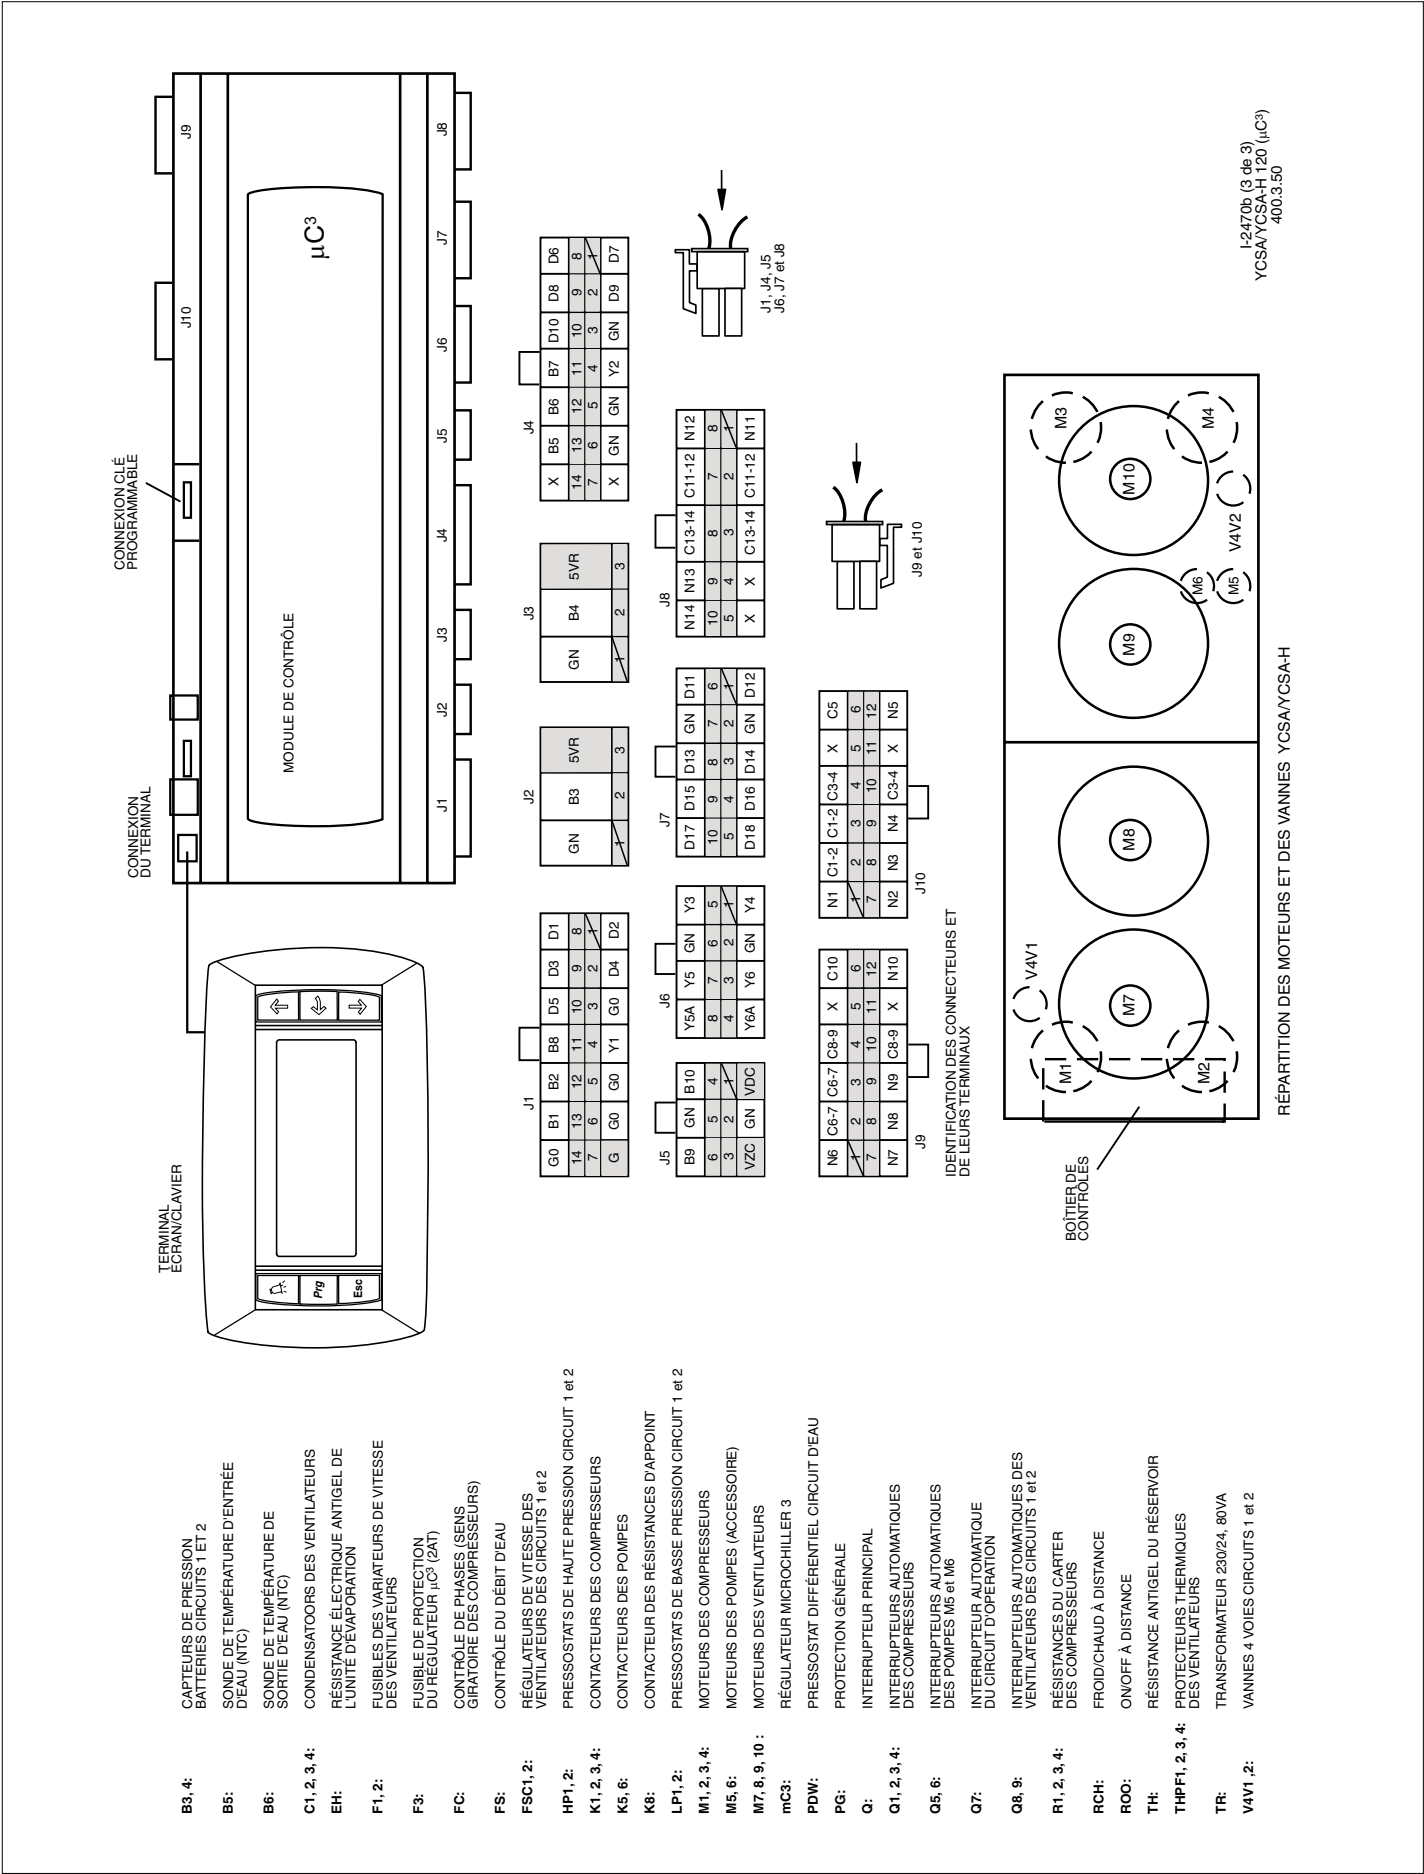 B3, 4: CAPTEURS DE PRESSION
BATTERIES CIRCUITS 1 ET 2
B5: SONDE DE TEMPÉRATURE D'ENTRÉE
D'EAU (NTC)
B6: SONDE DE TEMPÉRATURE DE
SORTIE D'EAU (NTTC)
C1, 2, 3, 4: CONDENSATOORS DES VENTILATEURS
EH: RÉSISTANCE ÉLECTRIQUE ANTIGEL DE
L'UNITÉ D'ÉVAPORATION
F1, 2: FUSIBLES DES VARIATEURS DE VITESSE
DES VENTILATEURS
F3: FUSIBLE DE PROTECTION
DU RÉGULATEUR µC³ (2AT)
FC: CONTRÔLE DE PHASES (SENS
GIRATOIRE DES COMPRESSEURS)
FS: CONTRÔLE DU DÉBIT D'EAU
FSC1, 2: RÉGULATEURS DE VITESSE DES
VENTILATEURS DES CIRCUITS 1 et 2
HP1, 2: PRESSOSTATS DE HAUTE PRESSION CIRCUIT 1 et 2
K1, 2, 3, 4: CONTACTEURS DES COMPRESSEURS
K5, 6: CONTACTEURS DES POMPES
K8: CONTACTEUR DES RÉSISTANCES D'APPOINT
LP1, 2: PRESSOSTATS DE BASSE PRESSION CIRCUIT 1 et 2
M1, 2, 3, 4: MOTEURS DES COMPRESSEURS
M5, 6: MOTEURS DES POMPES (ACCESSOIRE)
M7, 8, 9, 10 : MOTEURS DES VENTILATEURS
mC3: RÉGULATEUR MICROCHILLER 3
PDW: PRESSOSTAT DIFFÉRENTIEL CIRCUIT D'EAU
PG: PROTECTION GÉNÉRALE
Q: INTERRUPTEUR PRINCIPAL
Q1, 2, 3, 4: INTERRUPTEURS AUTOMATIQUES
DES COMPRESSEURS
Q5, 6: INTERRUPTEURS AUTOMATIQUES
DES POMPES M5 et M6
Q7: INTERRUPTEUR AUTOMATIQUE
DU CIRCUIT D'OPERATION
Q8, 9: INTERRUPTEURS AUTOMATIQUES DES
VENTILATEURS DES CIRCUITS 1 et 2
R1, 2, 3, 4: RÉSISTANCES DU CARTER
DES COMPRESSEURS
RCH: FROID/CHAUD À DISTANCE
ROO: ON/OFF À DISTANCE
TH: RÉSISTANCE ANTIGEL DU RÉSERVOIR
THPF1, 2, 3, 4: PROTECTEURS THERMIQUES
DES VENTILATEURS
TR: TRANSFORMATEUR 230/24, 80VA
V4V1 ,2: VANNES 4 VOIES CIRCUITS 1 et 2
TERMINAL
ÉCRAN/CLAVIER
Prg
Esc
CONNEXION
DU TERMINAL
CONNEXION CLÉ
PROGRAMMABLE
J10 J9
MODULE DE CONTRÔLE
µC³
J1 J2 J3 J4 J5 J6 J7 J8
J1
G0 B1 B2 B8 D5 D3 D1
14 13 12 11 10 9 8
7 6 5 4 3 2 1
G G0 G0 Y1 G0 D4 D2
J2
GN B3 5VR
1 2 3
J3
GN B4 5VR
1 2 3
J4
X B5 B6 B7 D10 D8 D6
14 13 12 11 10 9 8
7 6 5 4 3 2 1
X GN GN Y2 GN D9 D7
J5
B9 GN B10
6 5 4
3 2 1
VZC GN VDC
J6
Y5A Y5 GN Y3
8 7 6 5
4 3 2 1
Y6A Y6 GN Y4
J7
D17 D15 D13 GN D11
10 9 8 7 6
5 4 3 2 1
D18 D16 D14 GN D12
J8
N14 N13 C13-14 C11-12 N12
10 9 8 7 8
5 4 3 2 1
X X C13-14 C11-12 N11
J1, J4, J5
J6, J7 et J8
N6 C6-7 C6-7 C8-9 X C10
1 2 3 4 5 6
7 8 9 10 11 12
N7 N8 N9 C8-9 X N10
J9
N1 C1-2 C1-2 C3-4 X C5
1 2 3 4 5 6
7 8 9 10 11 12
N2 N3 N4 C3-4 X N5
J10
J9 et J10
IDENTIFICATION DES CONNECTEURS ET
DE LEURS TERMINAUX
BOÎTIER DE
CONTRÔLES
M1 V4V1 M3
M7 M8 M9 M10
M6
M2 M5 V4V2 M4
RÉPARTITION DES MOTEURS ET DES VANNES YCSA/YCSA-H
I-2470b (3 de 3)
YCSA/YCSA-H 120 (µC³)
400.3.50